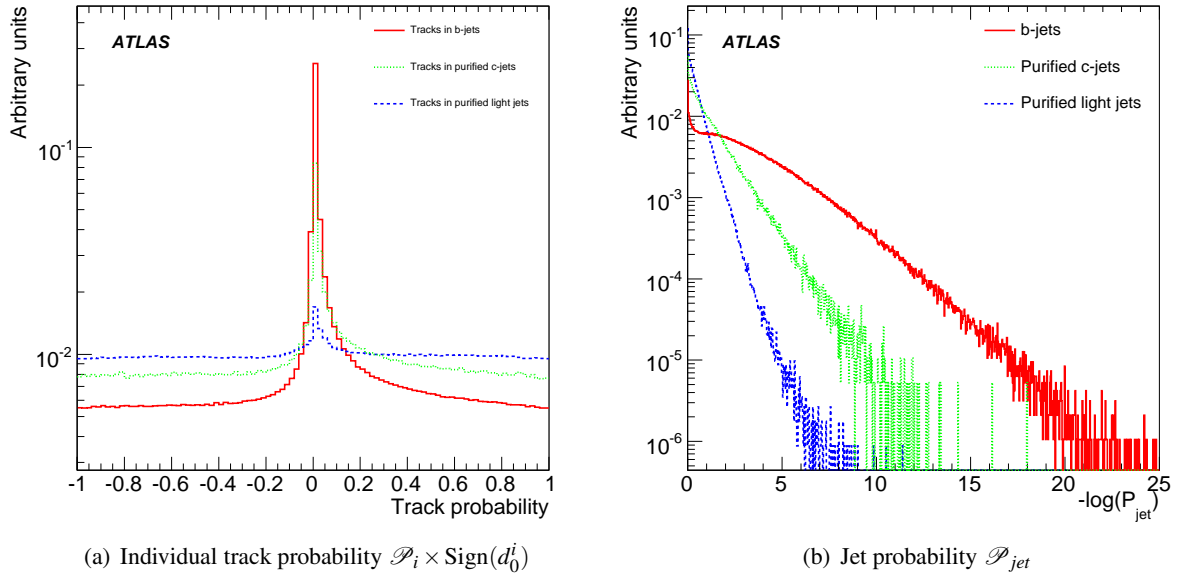 Arbitrary units
ATLAS
Tracks in b-jets
Tracks in purified c-jets
Tracks in purified light jets
10⁻¹
10⁻²
-1 -0.8 -0.6 -0.4 -0.2 0 0.2 0.4 0.6 0.8 1
Track probability
(a) Individual track probability 𝒫ᵢ × Sign(d₀ⁱ)
Arbitrary units
ATLAS
b-jets
Purified c-jets
Purified light jets
10⁻¹
10⁻²
10⁻³
10⁻⁴
10⁻⁵
10⁻⁶
0 5 10 15 20 25
-log(P_jet)
(b) Jet probability 𝒫_jet